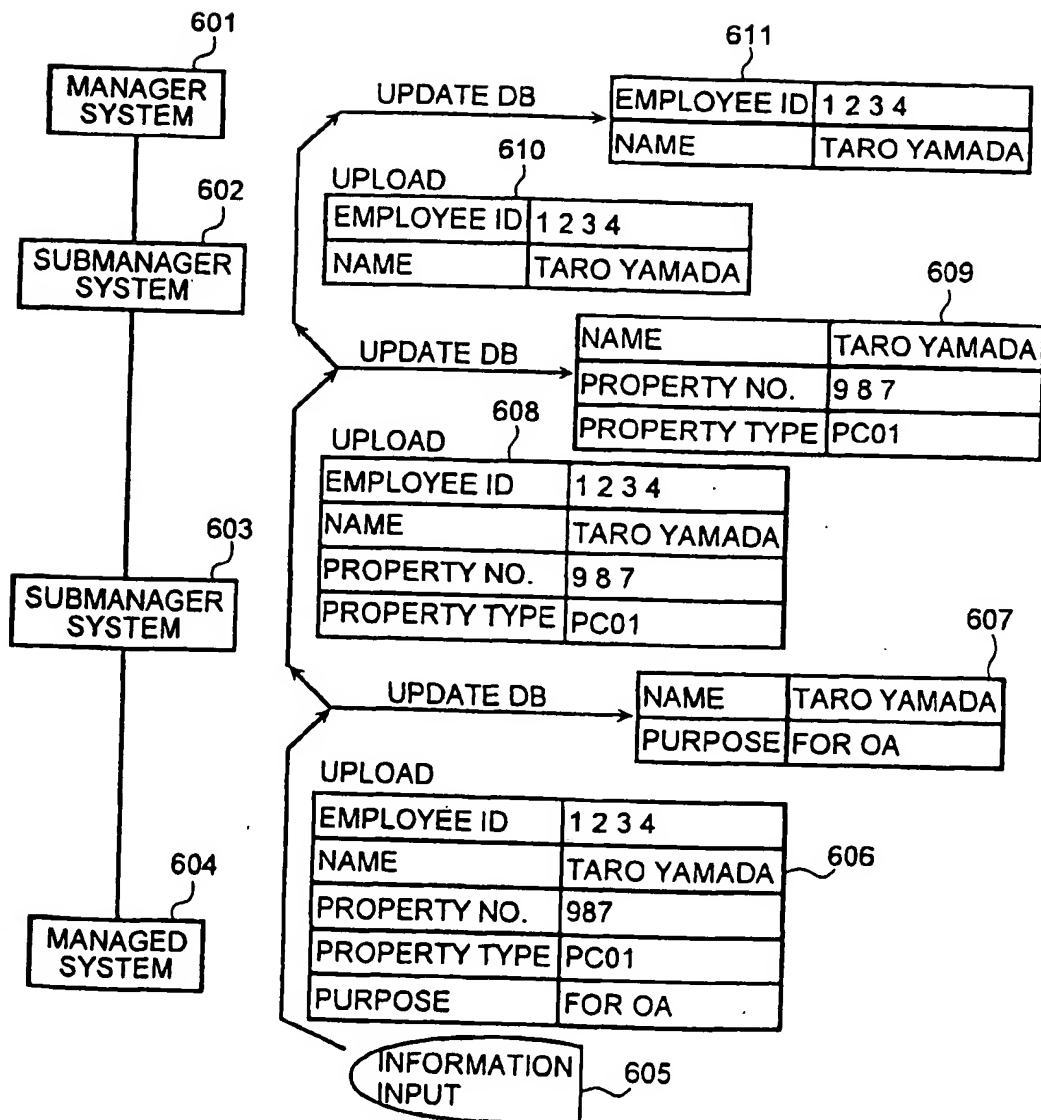 601
MANAGER
SYSTEM
602
SUBMANAGER
SYSTEM
603
SUBMANAGER
SYSTEM
604
MANAGED
SYSTEM
611
UPDATE DB
EMPLOYEE ID 1 2 3 4
NAME TARO YAMADA
610
UPLOAD
EMPLOYEE ID 1 2 3 4
NAME TARO YAMADA
609
UPDATE DB
NAME TARO YAMADA
PROPERTY NO. 9 8 7
PROPERTY TYPE PC01
608
UPLOAD
EMPLOYEE ID 1 2 3 4
NAME TARO YAMADA
PROPERTY NO. 9 8 7
PROPERTY TYPE PC01
607
UPDATE DB
NAME TARO YAMADA
PURPOSE FOR OA
UPLOAD
EMPLOYEE ID 1 2 3 4
NAME TARO YAMADA
606
PROPERTY NO. 987
PROPERTY TYPE PC01
PURPOSE FOR OA
INFORMATION
INPUT
605